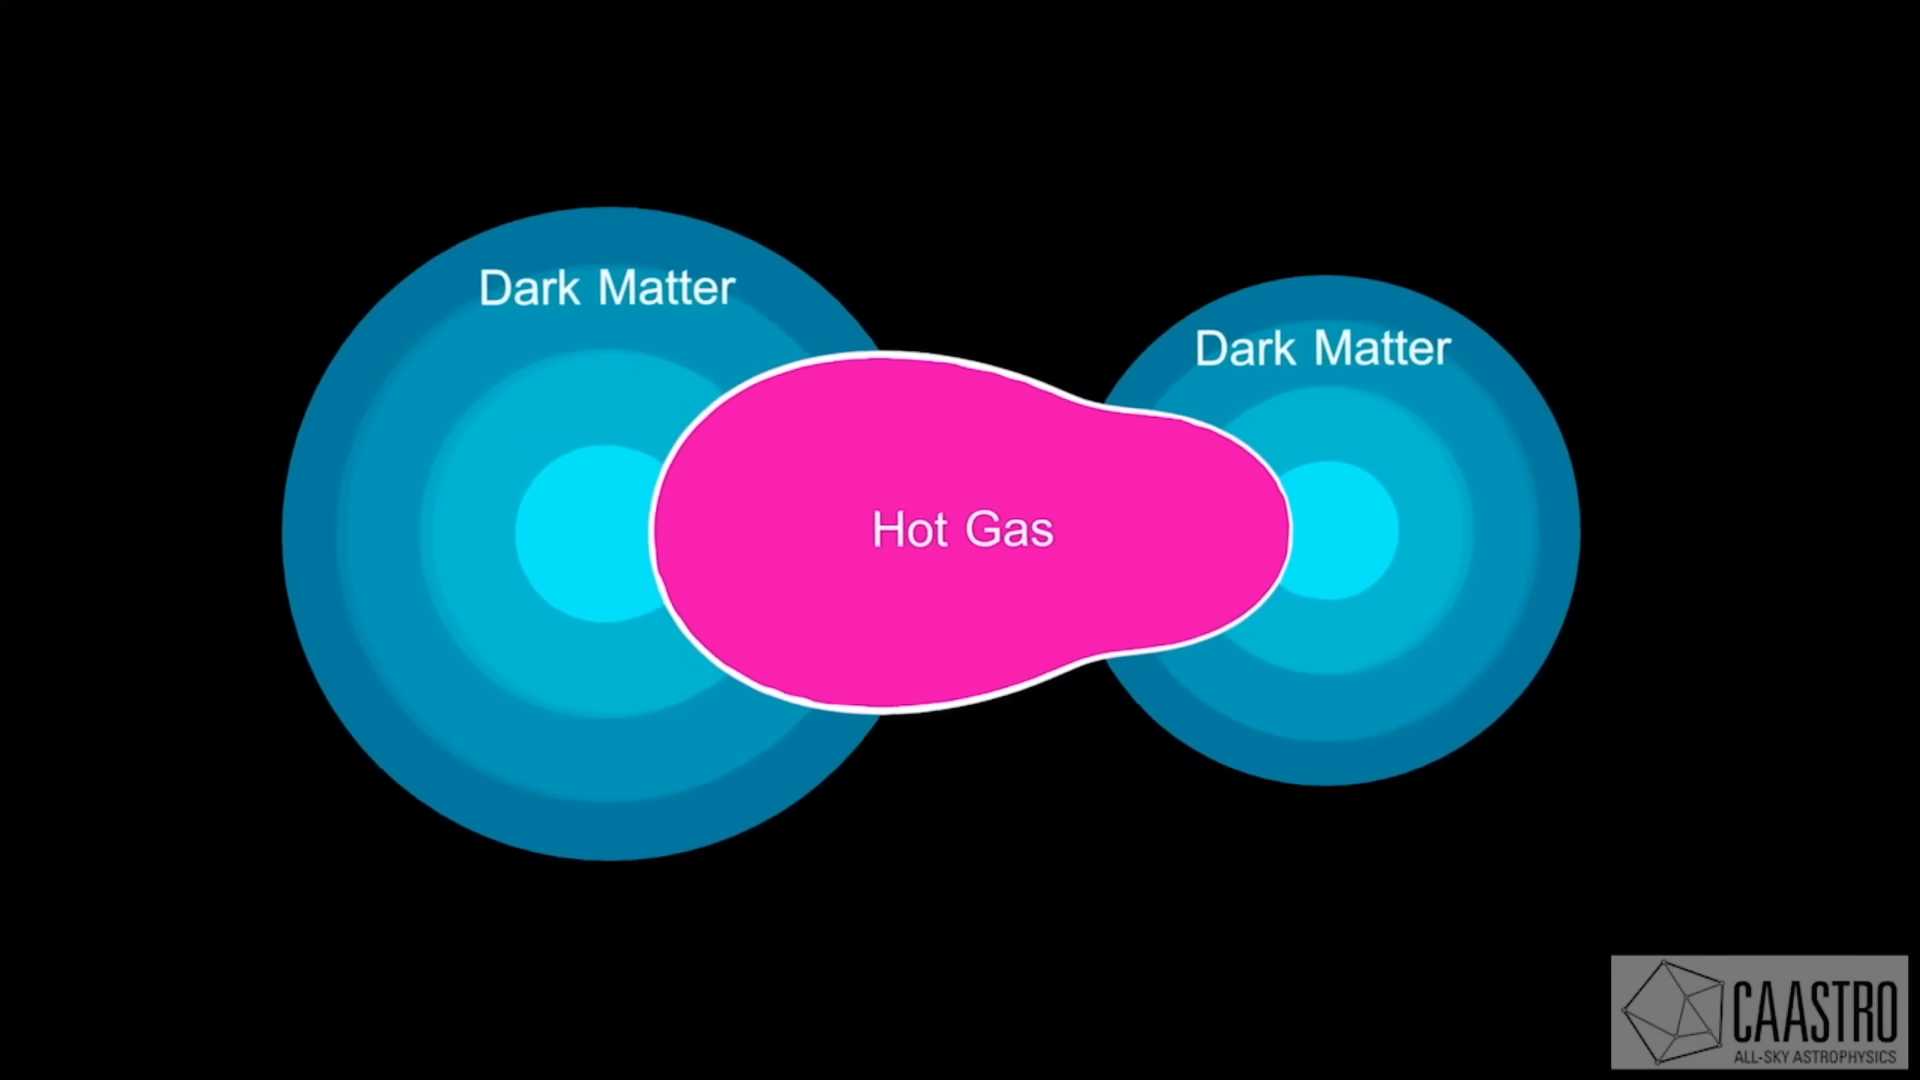 Dark Matter
Dark Matter
Hot Gas
CAASTRO
ALL-SKY ASTROPHYSICS